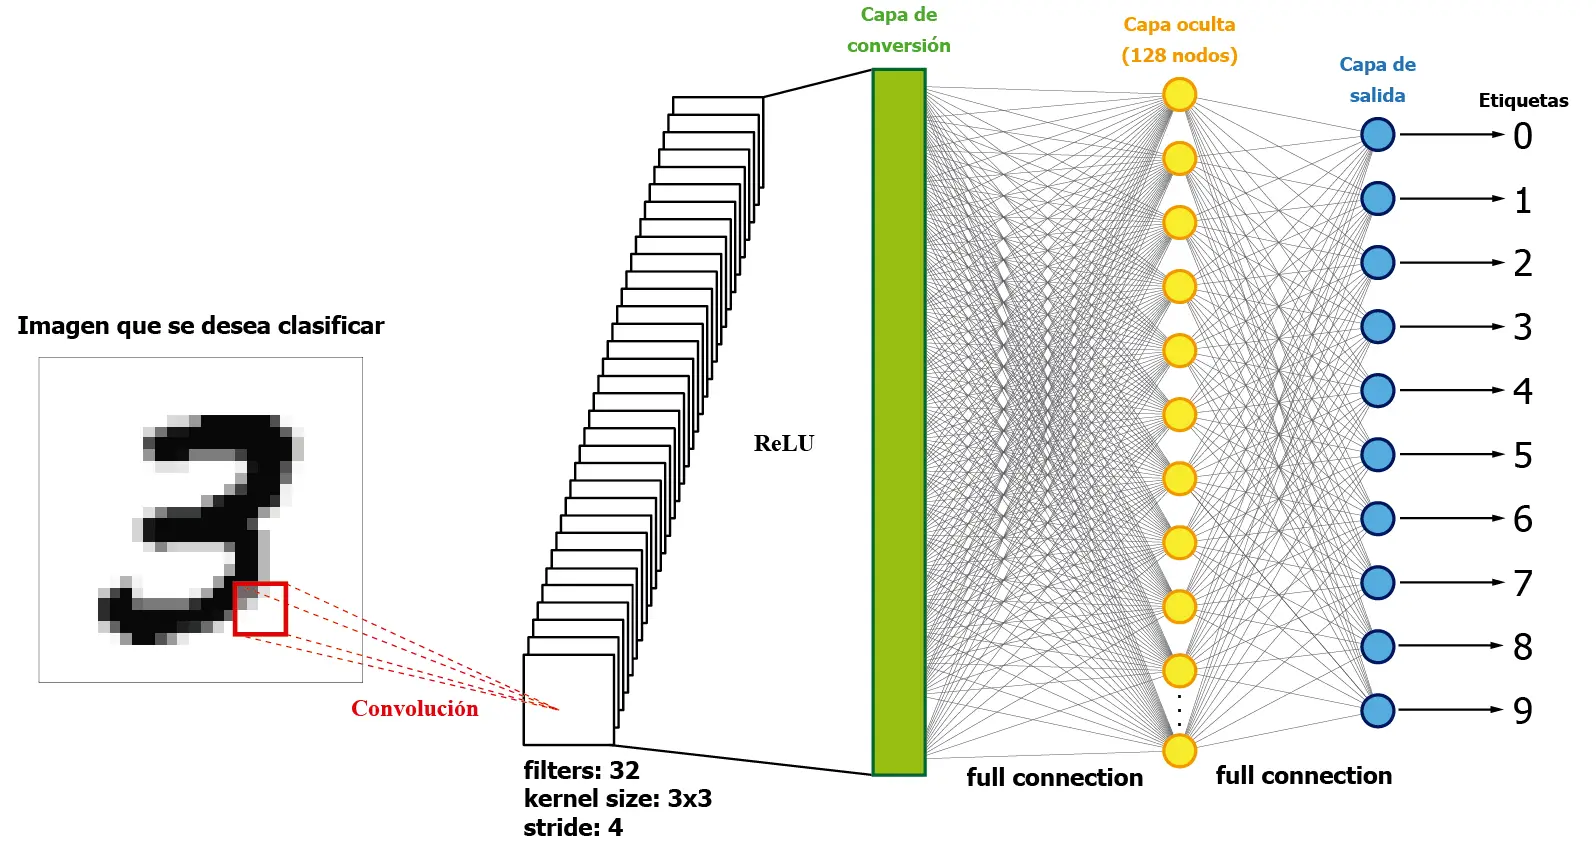 Imagen que se desea clasificar
Convolución
filters: 32
kernel size: 3x3
stride: 4
ReLU
Capa de
conversión
full connection
Capa oculta
(128 nodos)
full connection
Capa de
salida
Etiquetas
0
1
2
3
4
5
6
7
8
9